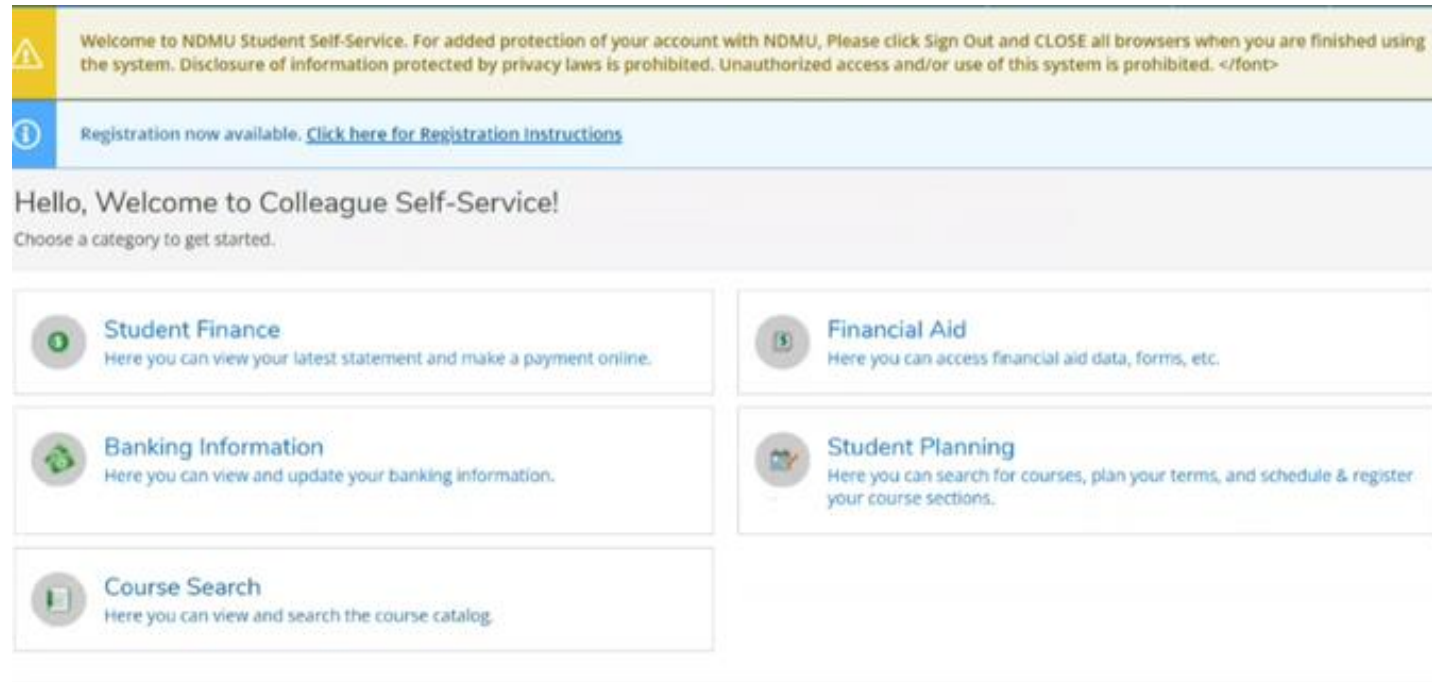 Welcome to NDMU Student Self-Service. For added protection of your account with NDMU, Please click Sign Out and CLOSE all browsers when you are finished using
the system. Disclosure of information protected by privacy laws is prohibited. Unauthorized access and/or use of this system is prohibited. </font>
Registration now available. Click here for Registration Instructions
Hello, Welcome to Colleague Self-Service!
Choose a category to get started.
Student Finance
Here you can view your latest statement and make a payment online.
Financial Aid
Here you can access financial aid data, forms, etc.
Banking Information
Here you can view and update your banking information.
Student Planning
Here you can search for courses, plan your terms, and schedule & register
your course sections.
Course Search
Here you can view and search the course catalog.